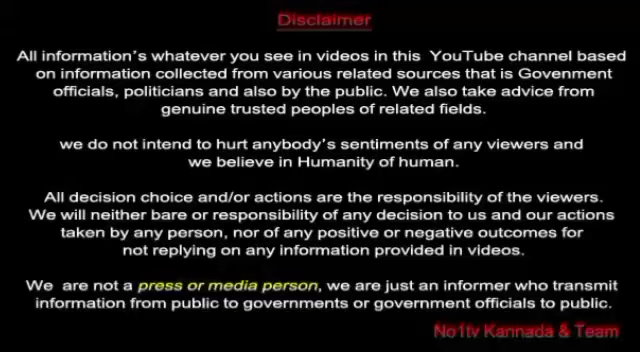 Disclaimer
All information's whatever you see in videos in this YouTube channel based
on information collected from various related sources that is Govenment
officials, politicians and also by the public. We also take advice from
genuine trusted peoples of related fields.
we do not intend to hurt anybody's sentiments of any viewers and
we believe in Humanity of human.
All decision choice and/or actions are the responsibility of the viewers.
We will neither bare or responsibility of any decision to us and our actions
taken by any person, nor of any positive or negative outcomes for
not replying on any information provided in videos.
We are not a press or media person, we are just an informer who transmit
information from public to governments or government officials to public.
No1tv Kannada & Team